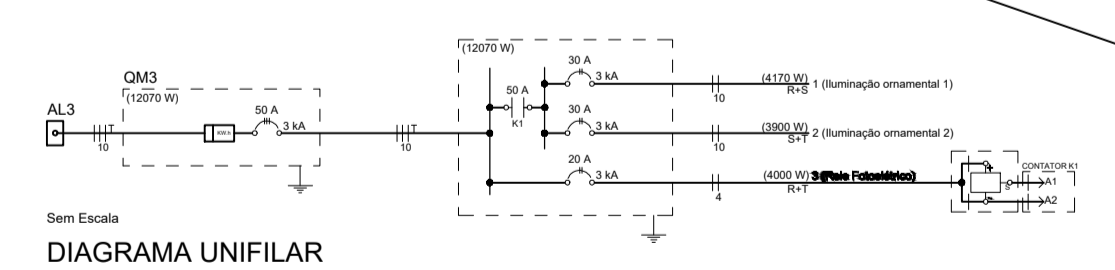 AL3
T
10
QM3
(12070 W)
KW.h
50 A
3 kA
T
10
(12070 W)
50 A
K1
30 A
3 kA
10
(4170 W)
R+S
1 (Iluminação ornamental 1)
30 A
3 kA
10
(3900 W)
S+T
2 (Iluminação ornamental 2)
20 A
3 kA
4
(4000 W)
R+T
3 (Rele Fotoelétrico)
S
CONTATOR K1
A1
A2
Sem Escala
DIAGRAMA UNIFILAR